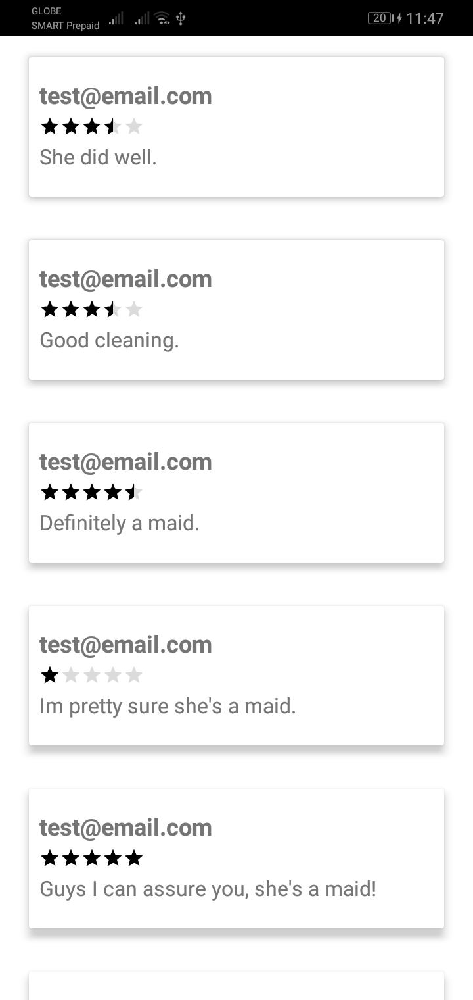 GLOBE
SMART Prepaid
20
11:47
test@email.com
She did well.
test@email.com
Good cleaning.
test@email.com
Definitely a maid.
test@email.com
Im pretty sure she's a maid.
test@email.com
Guys I can assure you, she's a maid!